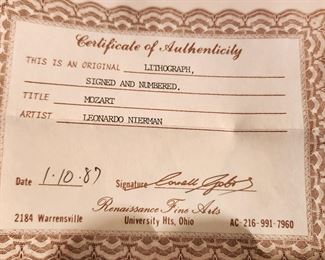 Certificate of Authenticity
THIS IS AN ORIGINAL LITHOGRAPH,
SIGNED AND NUMBERED.
TITLE MOZART
ARTIST LEONARDO NIERMAN
Date 1·10·87 Signature
Renaissance Fine Arts
2184 Warrensville University Hts, Ohio AC-216-991-7960